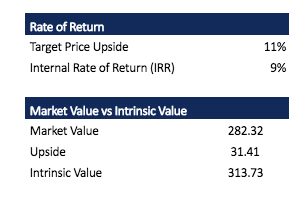 Rate of Return
Target Price Upside 11%
Internal Rate of Return (IRR) 9%
Market Value vs Intrinsic Value
Market Value 282.32
Upside 31.41
Intrinsic Value 313.73